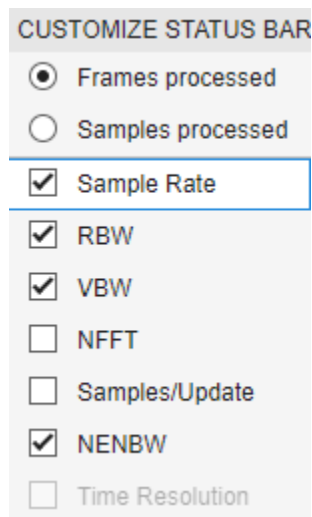 CUSTOMIZE STATUS BAR
Frames processed
Samples processed
Sample Rate
RBW
VBW
NFFT
Samples/Update
NENBW
Time Resolution